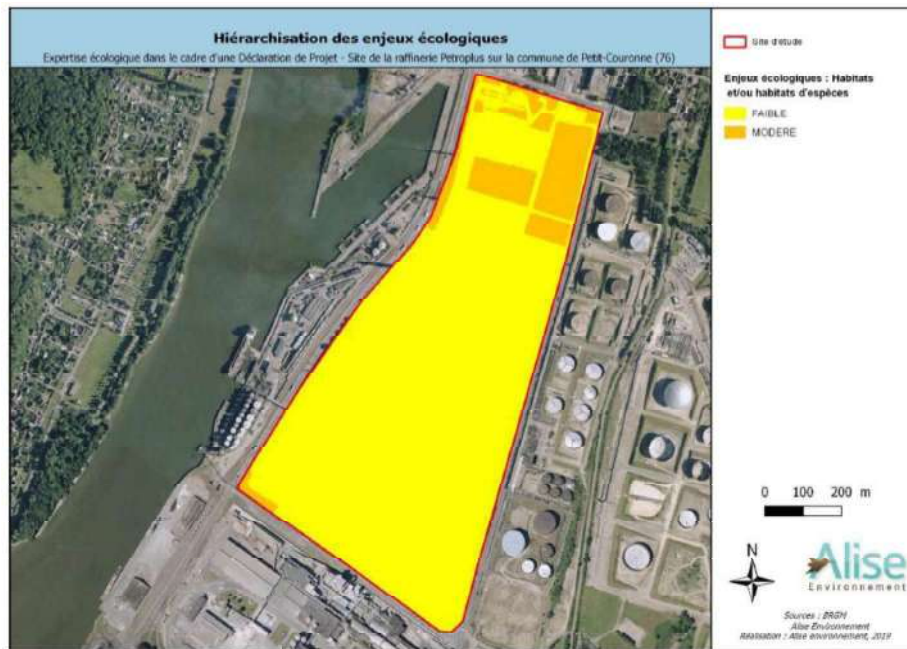 Hiérarchisation des enjeux écologiques
Expertise écologique dans le cadre d'une Déclaration de Projet - Site de la raffinerie Petroplus sur la commune de Petit-Couronne (76)
Site d'étude
Enjeux écologiques : Habitats
et/ou habitats d'espèces
FAIBLE
MODERE
0 100 200 m
N
Alise
Environnement
Sources : BRGM
Alise Environnement
Réalisation : Alise environnement, 2019